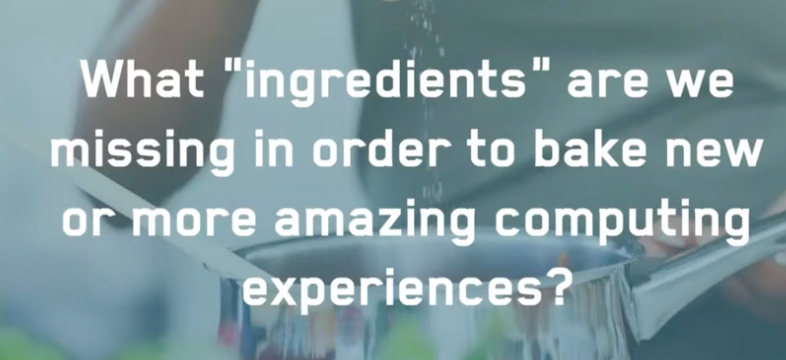 What "ingredients" are we
missing in order to bake new
or more amazing computing
experiences?